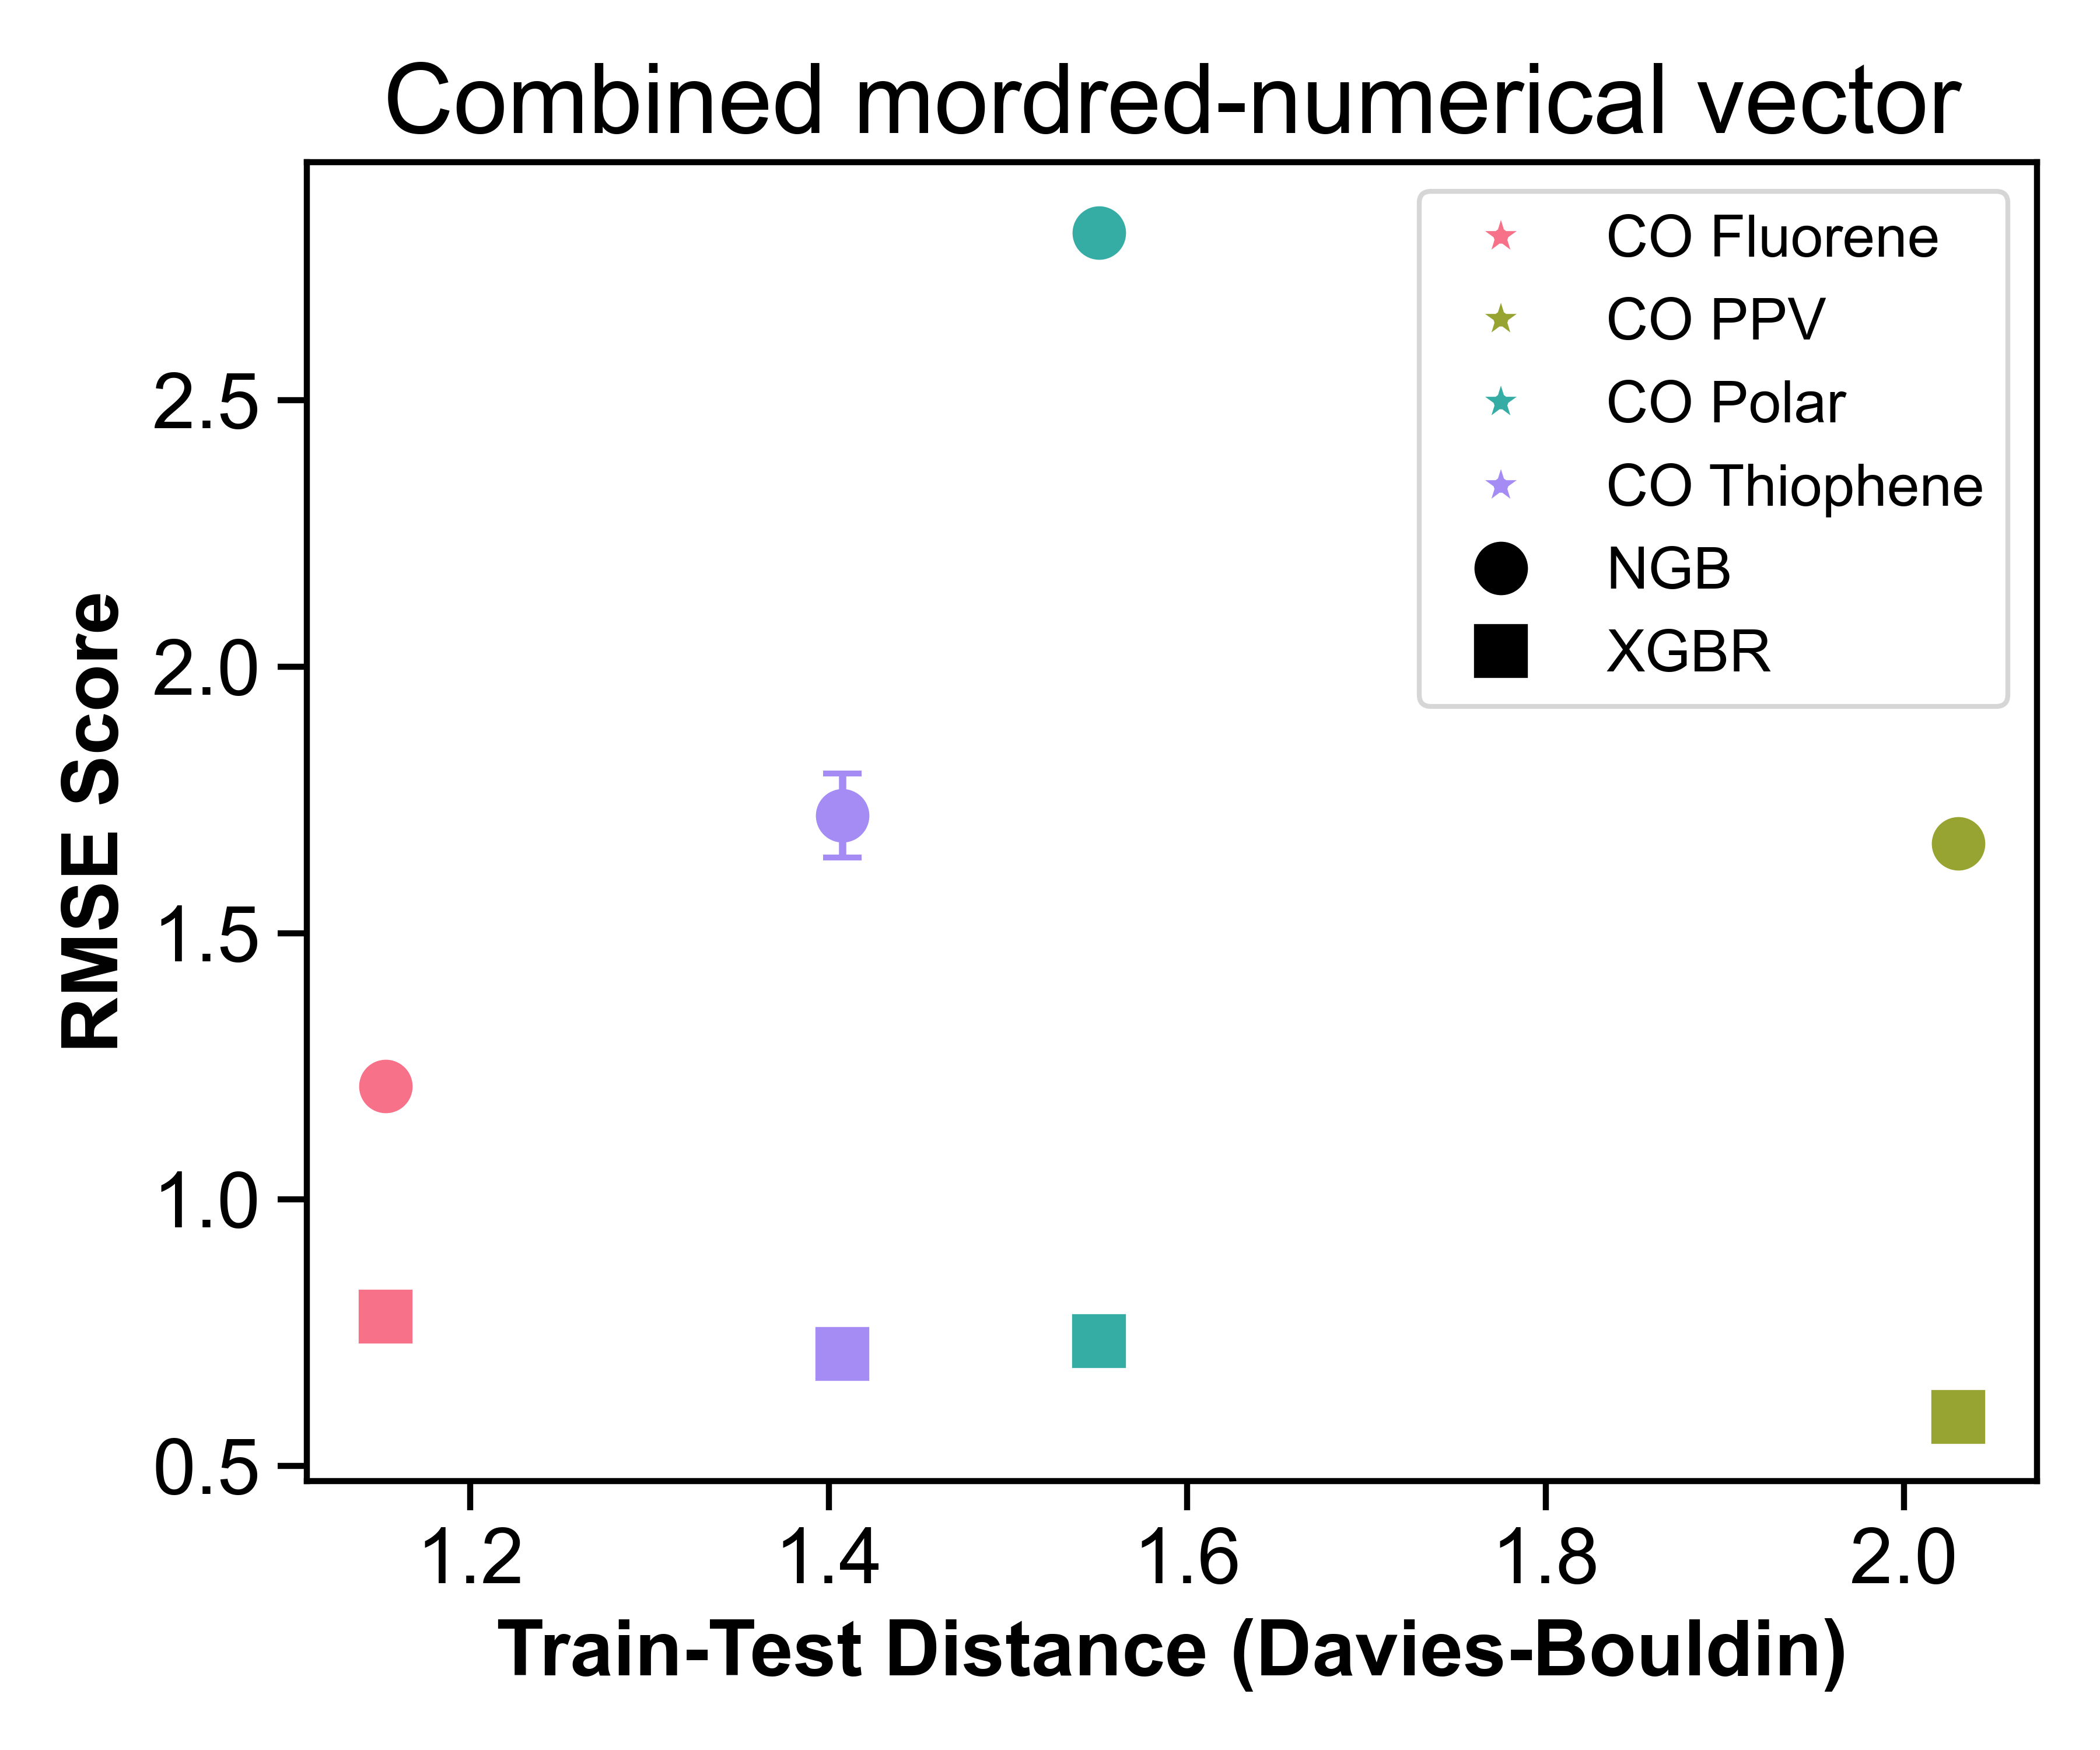 Combined mordred-numerical vector
CO Fluorene
CO PPV
CO Polar
CO Thiophene
NGB
XGBR
RMSE Score
2.5
2.0
1.5
1.0
0.5
1.2 1.4 1.6 1.8 2.0
Train-Test Distance (Davies-Bouldin)